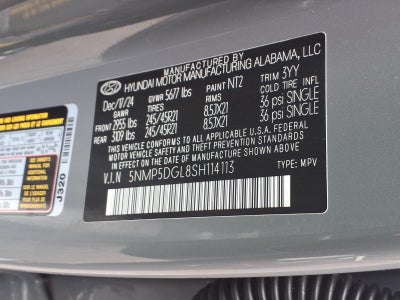 MANUFACTURED BY
HYUNDAI MOTOR MANUFACTURING ALABAMA, LLC
Dec/17/24 GVWR 5617 lbs PAINT NT2 TRIM 3YY
TIRES RIMS COLD TIRE INFL
FRONT 2955 lbs 245/45R21 8.5JX21 36 psi SINGLE
REAR 3109 lbs 245/45R21 8.5JX21 36 psi SINGLE
THIS VEHICLE CONFORMS TO ALL APPLICABLE U.S.A. FEDERAL
MOTOR VEHICLE SAFETY AND THEFT PREVENTION STANDARDS
IN EFFECT ON THE DATE OF MANUFACTURE SHOWN ABOVE.
V.I.N 5NMP5DGL8SH114113 TYPE: MPV
J320